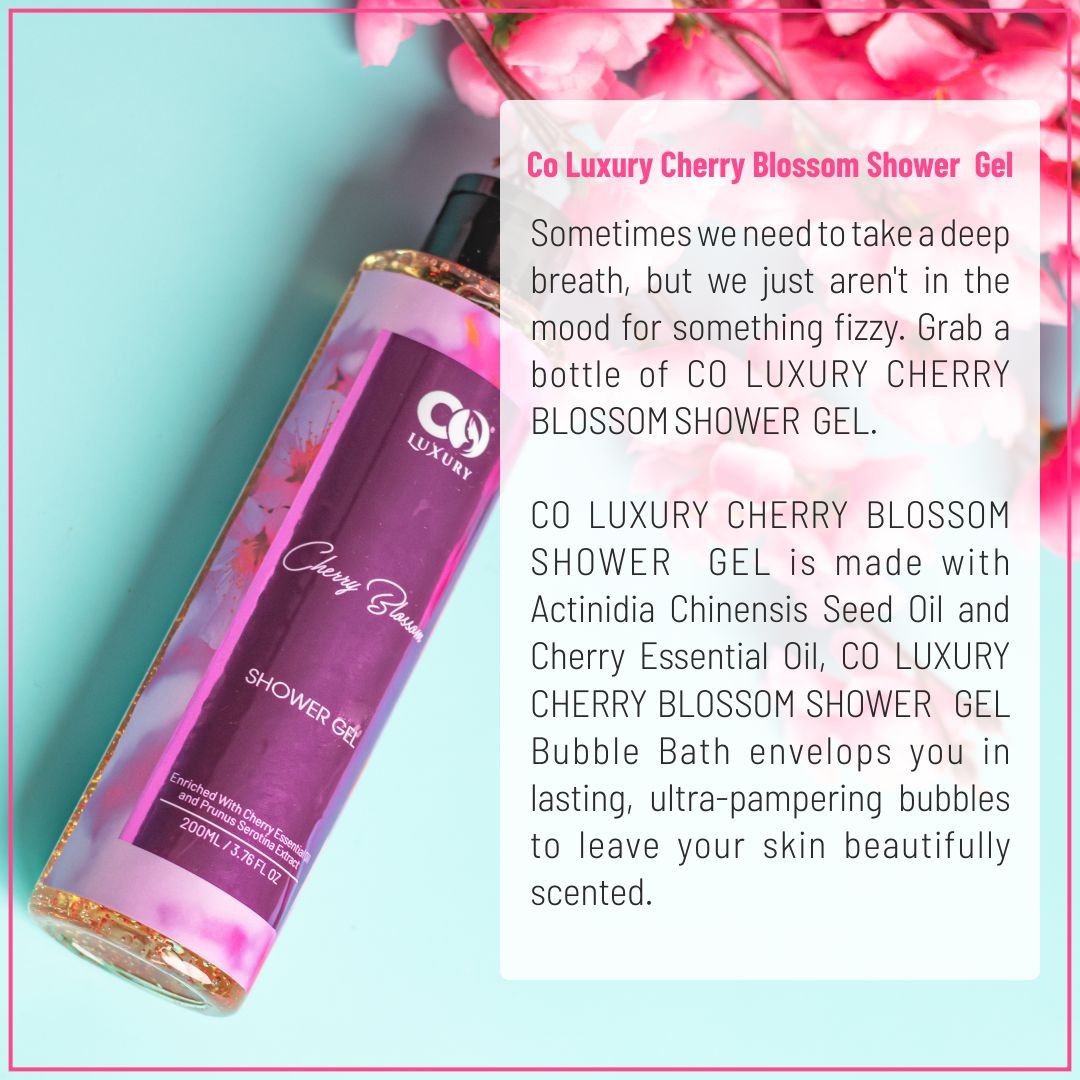 Co Luxury Cherry Blossom Shower Gel
Sometimes we need to take a deep
breath, but we just aren't in the
mood for something fizzy. Grab a
bottle of CO LUXURY CHERRY
BLOSSOM SHOWER GEL.
CO LUXURY CHERRY BLOSSOM
SHOWER GEL is made with
Actinidia Chinensis Seed Oil and
Cherry Essential Oil, CO LUXURY
CHERRY BLOSSOM SHOWER GEL
Bubble Bath envelops you in
lasting, ultra-pampering bubbles
to leave your skin beautifully
scented.
CO
LUXURY
Cherry Blossom
SHOWER GEL
Enriched With Cherry Essential
and Prunus Serotina Extract
200ML / 3.76 FL OZ